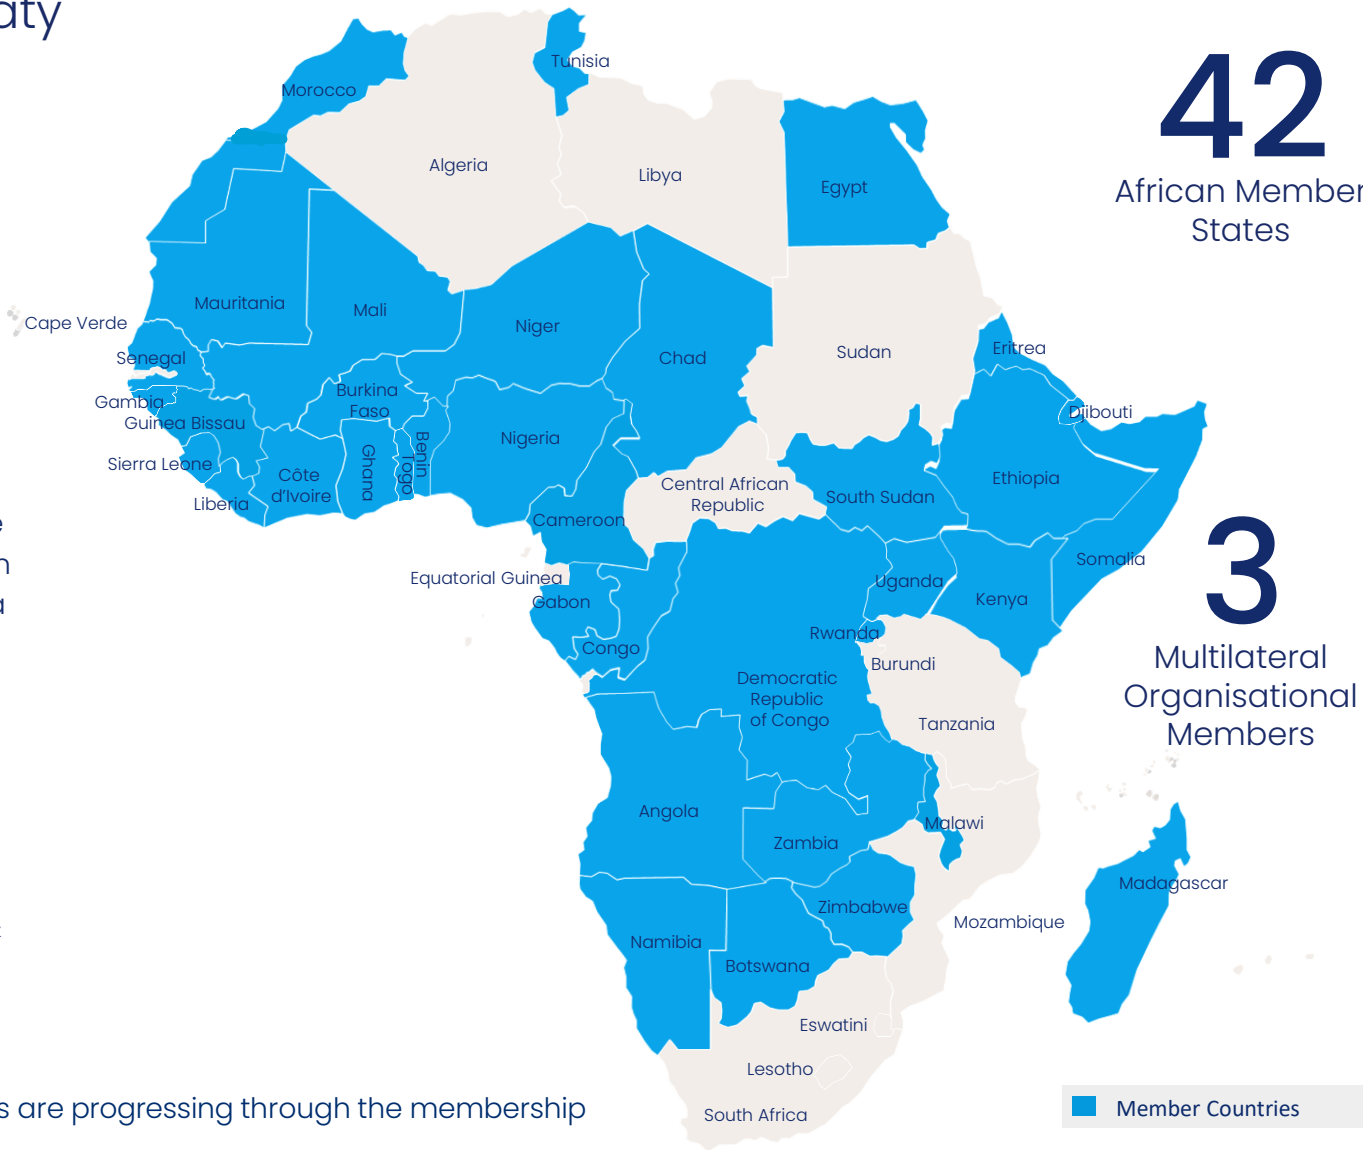 aty
42
African Member
States
Morocco
Tunisia
Algeria
Libya
Egypt
Mauritania
Mali
Niger
Chad
Sudan
Eritrea
Cape Verde
Senegal
Gambia
Guinea Bissau
Burkina
Faso
Djibouti
Sierra Leone
Liberia
Côte
d'Ivoire
Ghana
Togo
Benin
Nigeria
Cameroon
Central African
Republic
South Sudan
Ethiopia
Somalia
e
n
a
Equatorial Guinea
Gabon
Congo
Uganda
Kenya
Rwanda
Burundi
Democratic
Republic
of Congo
Tanzania
3
Multilateral
Organisational
Members
Angola
Zambia
Malawi
Madagascar
Zimbabwe
Mozambique
Namibia
Botswana
Eswatini
Lesotho
South Africa
s are progressing through the membership
Member Countries